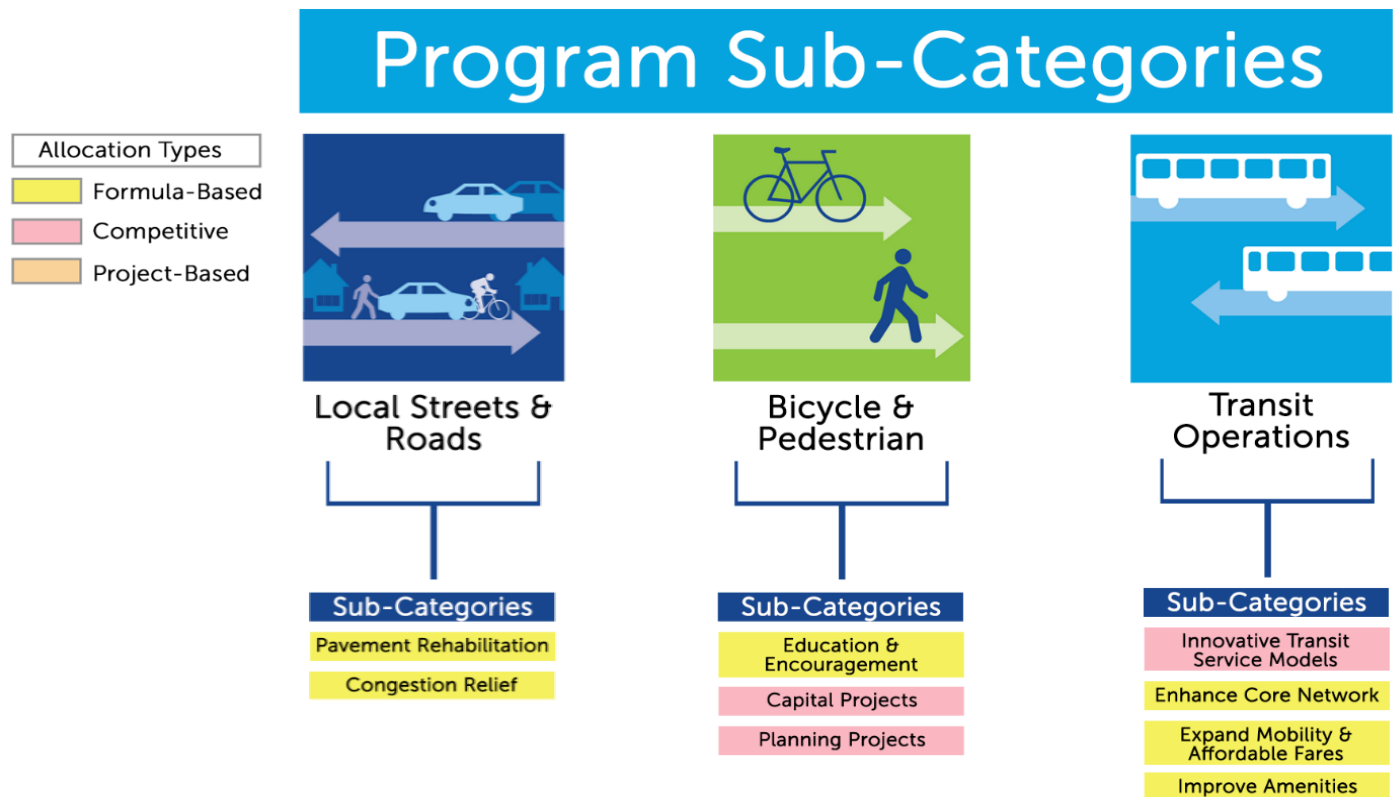 Program Sub-Categories
Allocation Types
Formula-Based
Competitive
Project-Based
Local Streets &
Roads
Sub-Categories
Pavement Rehabilitation
Congestion Relief
Bicycle &
Pedestrian
Sub-Categories
Education &
Encouragement
Capital Projects
Planning Projects
Transit
Operations
Sub-Categories
Innovative Transit
Service Models
Enhance Core Network
Expand Mobility &
Affordable Fares
Improve Amenities